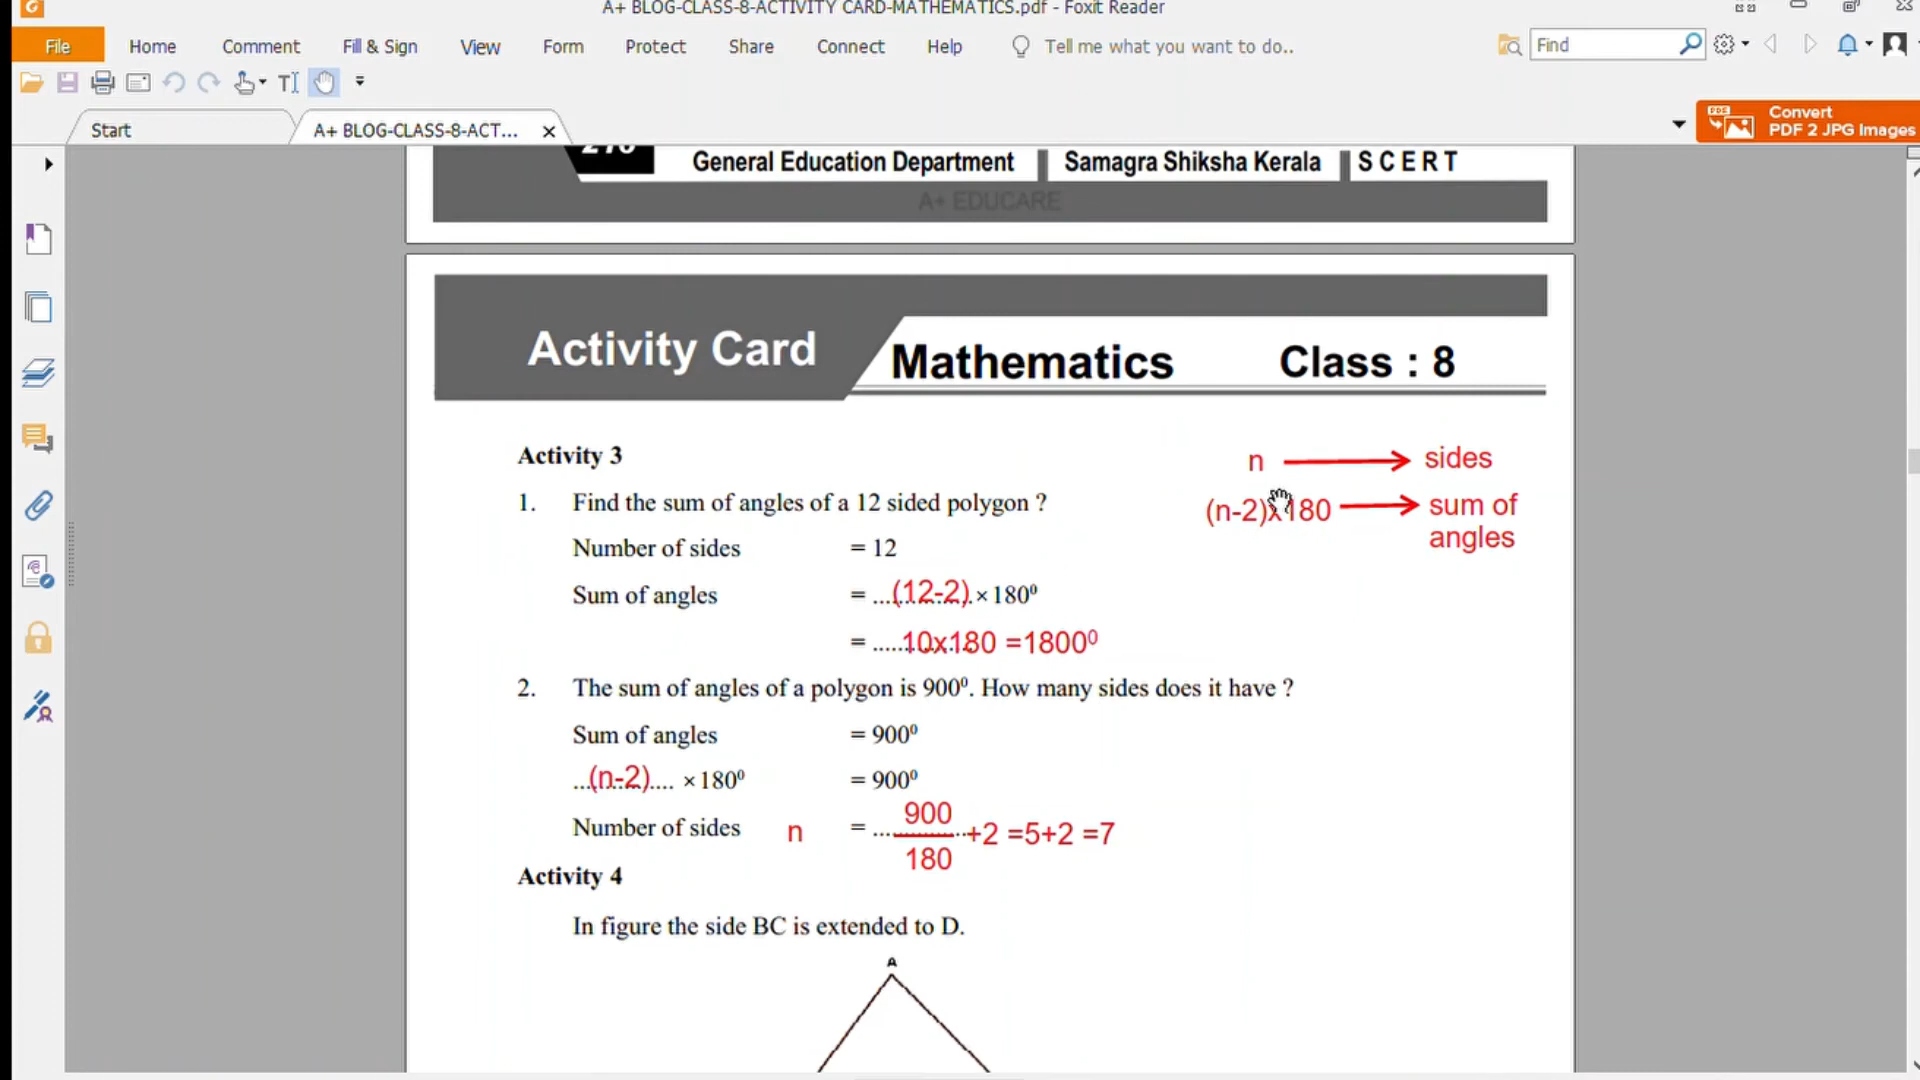 A+ BLOG-CLASS-8-ACTIVITY CARD-MATHEMATICS.pdf - Foxit Reader
File Home Comment Fill & Sign View Form Protect Share Connect Help Tell me what you want to do.. Find
Start A+ BLOG-CLASS-8-ACT...
Convert
PDF 2 JPG Images
General Education Department Samagra Shiksha Kerala SCERT
A+ EDUCARE
Activity Card Mathematics Class : 8
Activity 3
n → sides
1. Find the sum of angles of a 12 sided polygon ?
(n-2)x180 → sum of
angles
Number of sides = 12
Sum of angles = ...(12-2).×180⁰
= .....10x180 =1800⁰
2. The sum of angles of a polygon is 900⁰. How many sides does it have ?
Sum of angles = 900⁰
...(n-2).... ×180⁰ = 900⁰
Number of sides n = ...900/180 +2 =5+2 =7
Activity 4
In figure the side BC is extended to D.
A